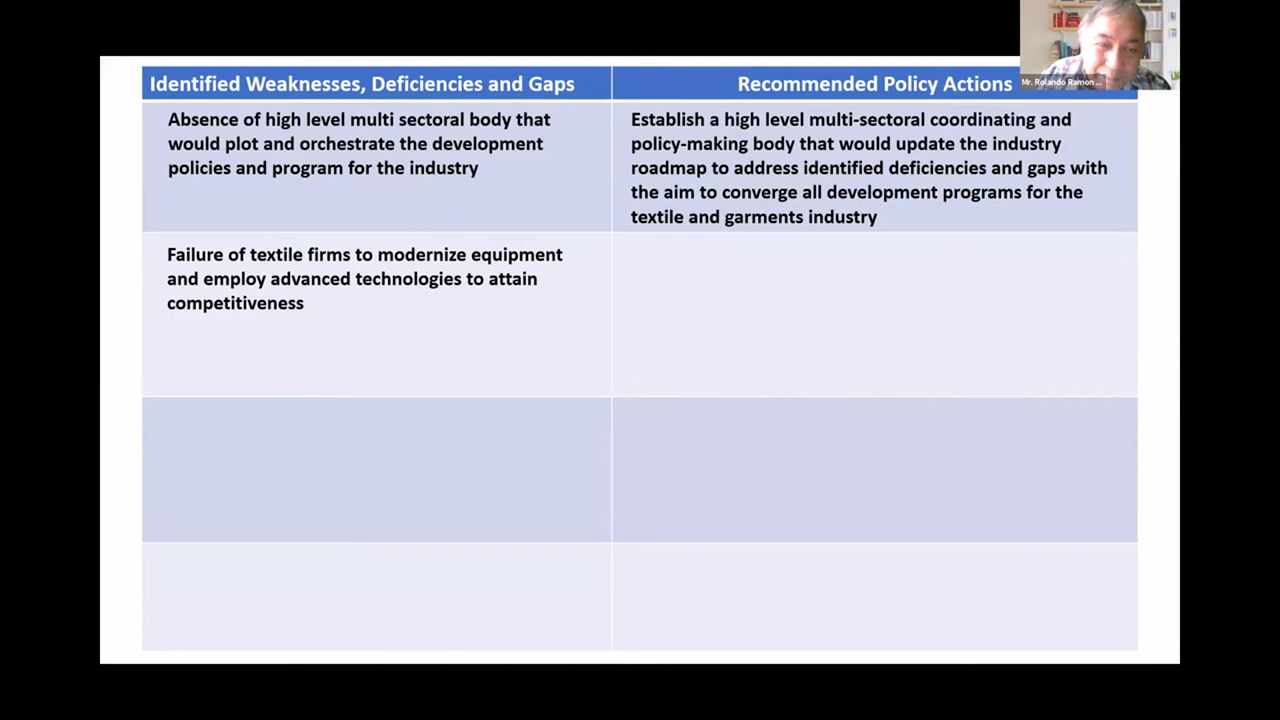 Identified Weaknesses, Deficiencies and Gaps
Recommended Policy Actions
Mr. Rolando Ramon ...
Absence of high level multi sectoral body that
would plot and orchestrate the development
policies and program for the industry
Establish a high level multi-sectoral coordinating and
policy-making body that would update the industry
roadmap to address identified deficiencies and gaps with
the aim to converge all development programs for the
textile and garments industry
Failure of textile firms to modernize equipment
and employ advanced technologies to attain
competitiveness